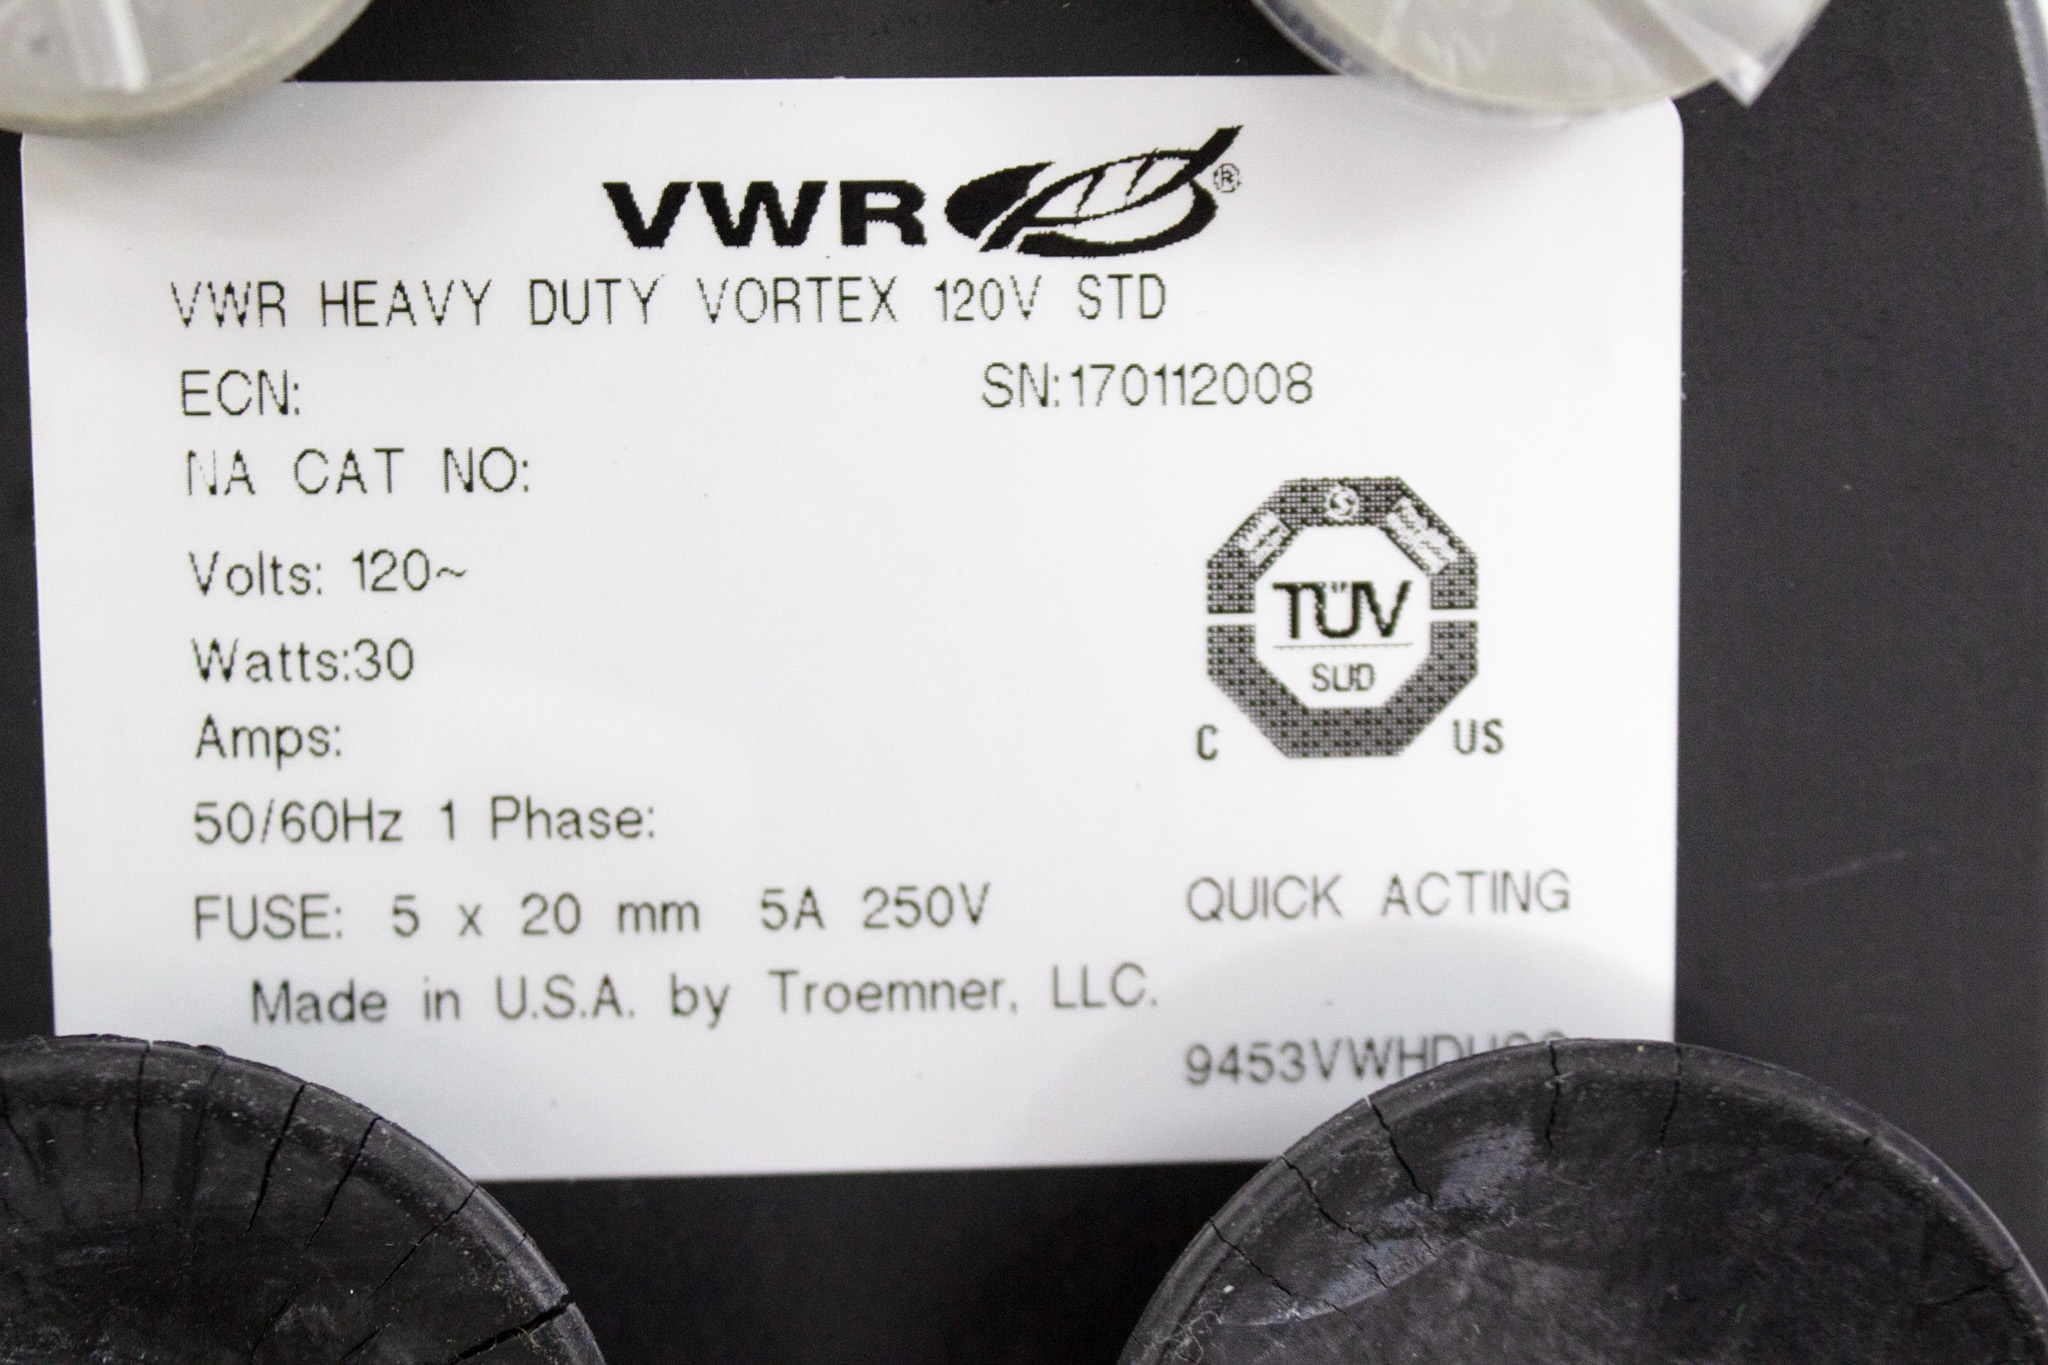 VWR®
VWR HEAVY DUTY VORTEX 120V STD
ECN:
SN:170112008
NA CAT NO:
Volts: 120~
Watts:30
Amps:
50/60Hz 1 Phase:
TÜV
SÜD
C US
FUSE: 5 x 20 mm 5A 250V QUICK ACTING
Made in U.S.A. by Troemner, LLC.